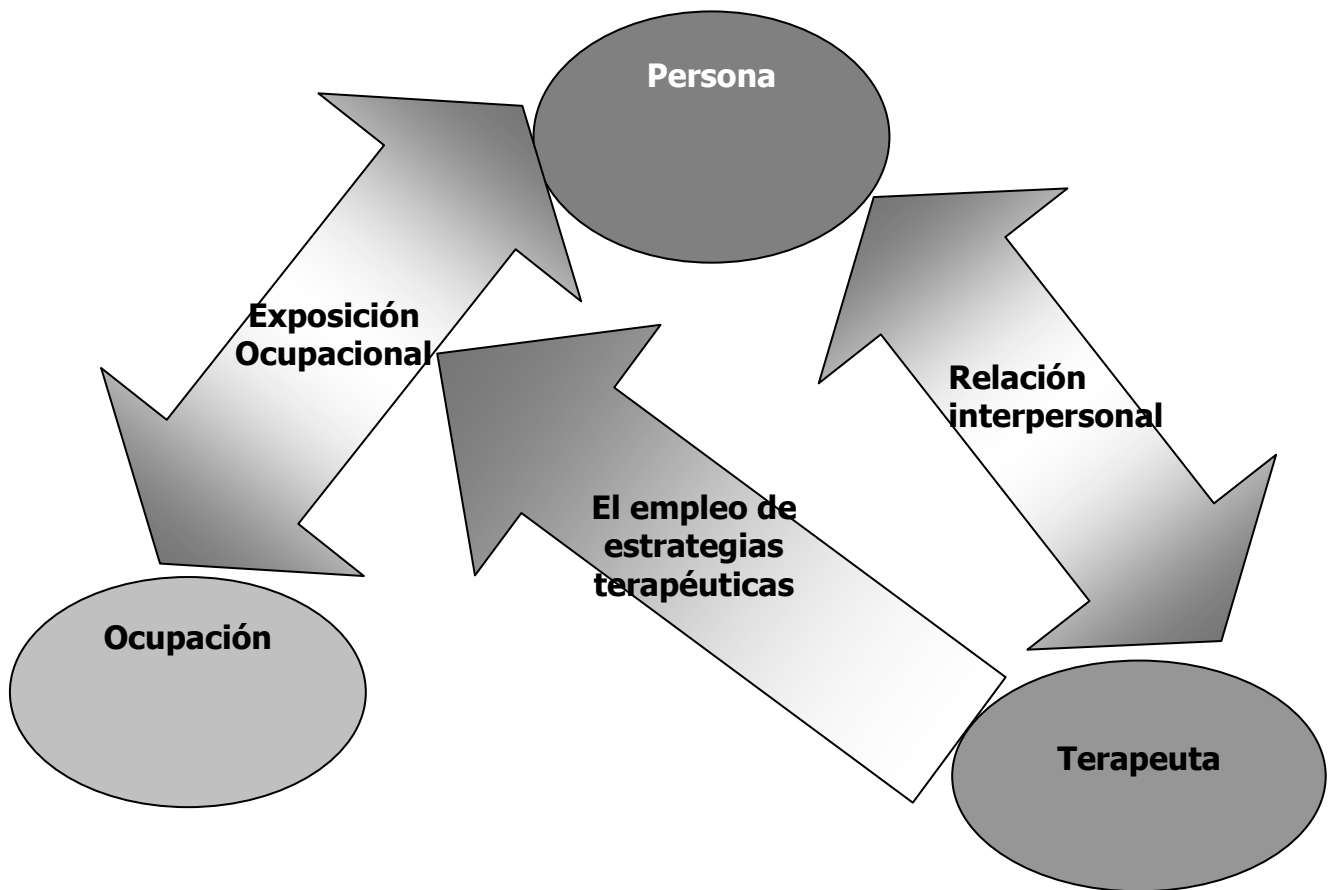 Persona
Exposición
Ocupacional
Relación
interpersonal
El empleo de
estrategias
terapéuticas
Ocupación
Terapeuta